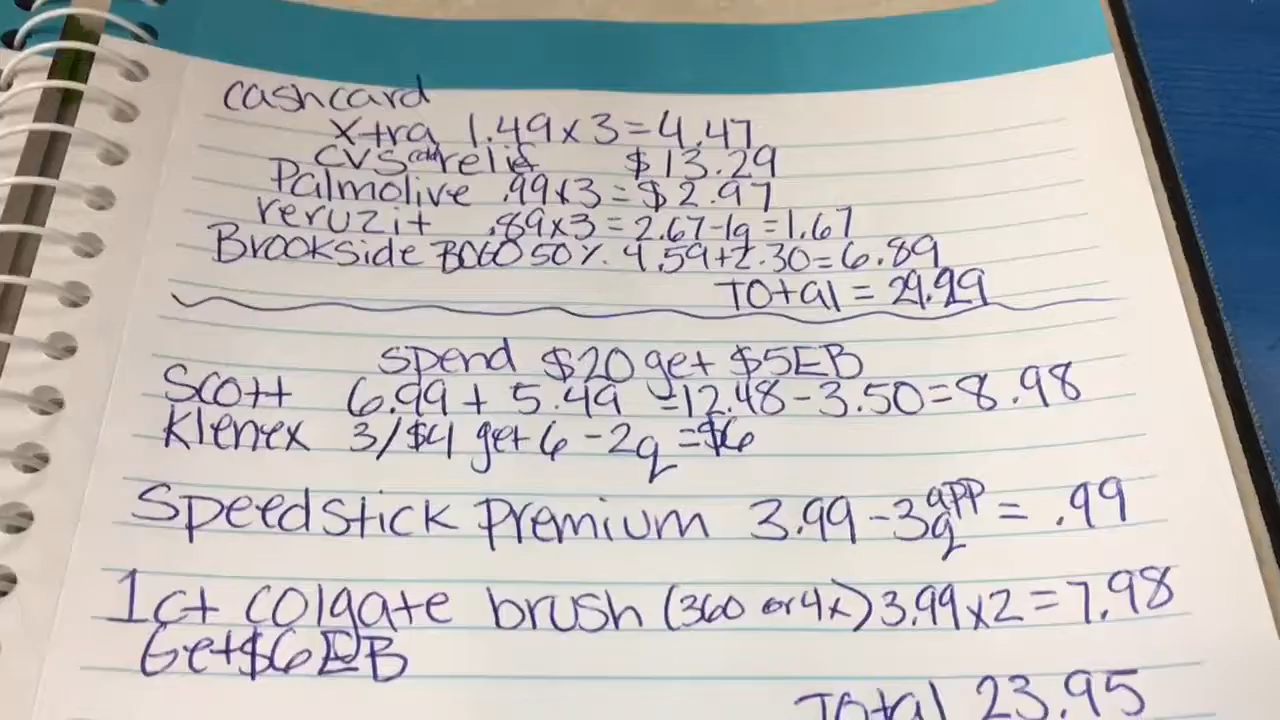 cashcard
Xtra 1.49x3=4.47
CVS relief $13.29
Palmolive .99x3=$2.97
reruzit .89x3=2.67-1q=1.67
Brookside BOGO 50% 4.59+2.30=6.89
Total = 29.29
Spend $20 get $5EB
Scott 6.99+5.49=12.48-3.50=8.98
Klenex 3/$4 get 6 -2q =$6
Speedstick Premium 3.99-3q app = .99
1ct Colgate brush (360 or 4x) 3.99x2=7.98
Get $6EB
Total 23.95